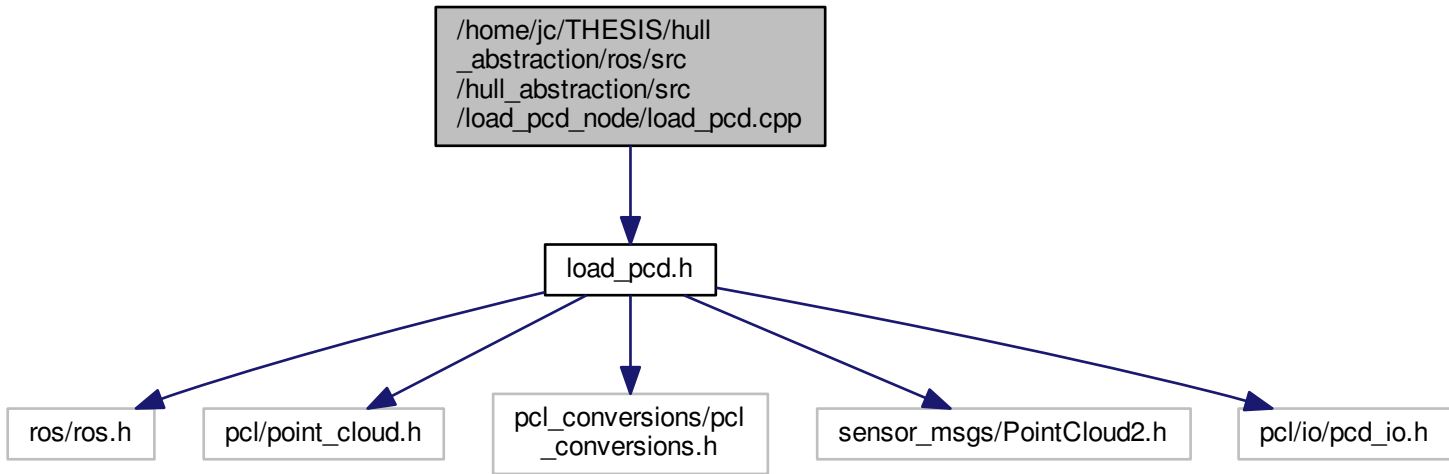 /home/jc/THESIS/hull
_abstraction/ros/src
/hull_abstraction/src
/load_pcd_node/load_pcd.cpp
load_pcd.h
ros/ros.h
pcl/point_cloud.h
pcl_conversions/pcl
_conversions.h
sensor_msgs/PointCloud2.h
pcl/io/pcd_io.h